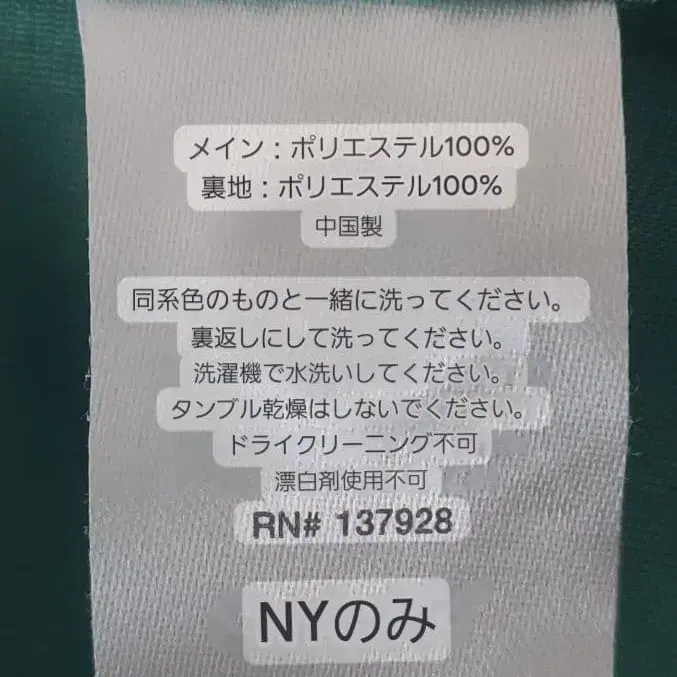 メイン：ポリエステル100%
裏地：ポリエステル100%
中国製
同系色のものと一緒に洗ってください。
裏返しにして洗ってください。
洗濯機で水洗いしてください。
タンブル乾燥はしないでください。
ドライクリーニング不可
漂白剤使用不可
RN# 137928
NYのみ